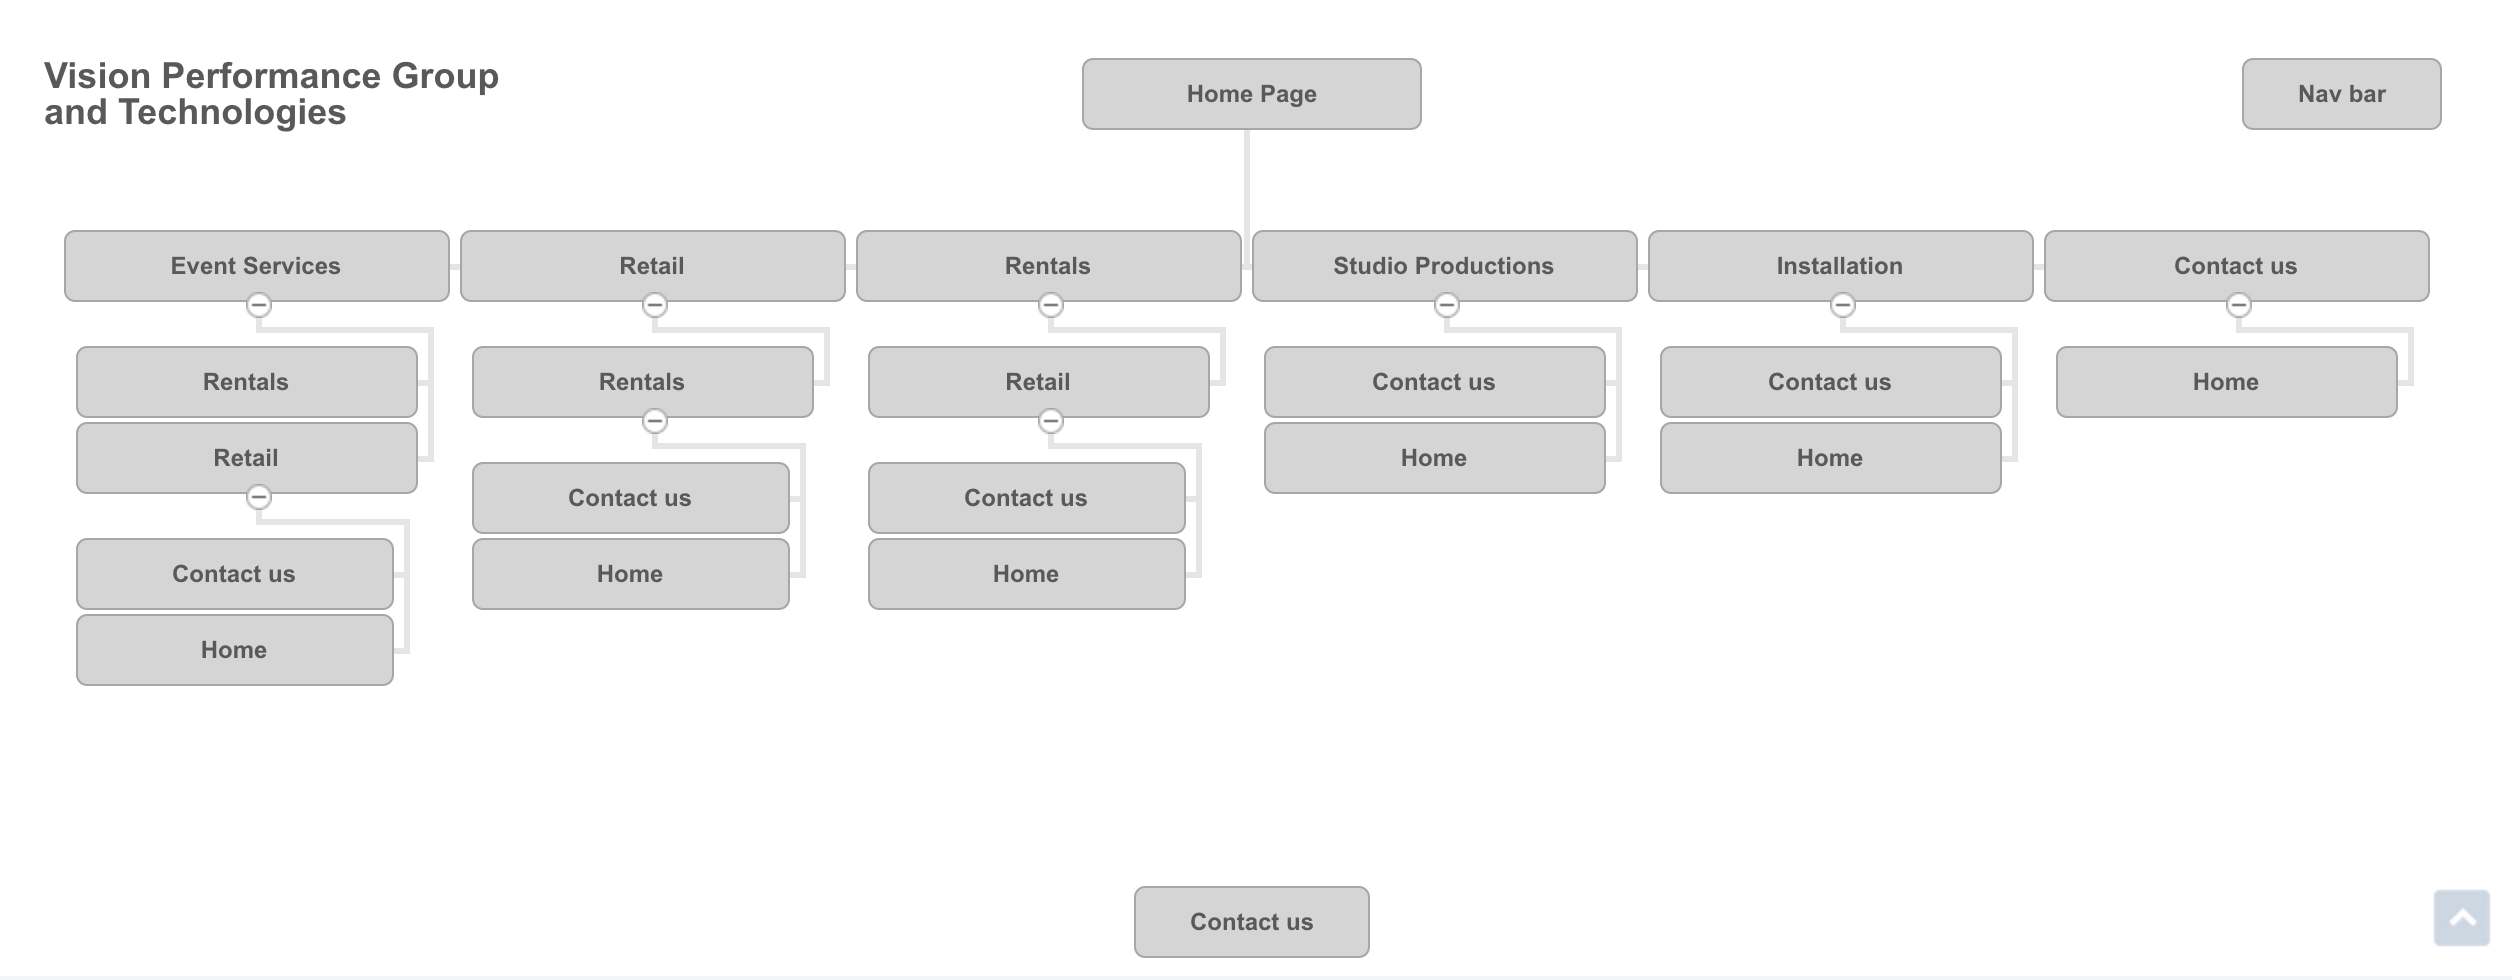 Vision Performance Group
and Technologies
Home Page
Nav bar
Event Services
Retail
Rentals
Studio Productions
Installation
Contact us
Rentals
Rentals
Retail
Contact us
Contact us
Home
Retail
Home
Home
Contact us
Contact us
Contact us
Home
Home
Home
Contact us